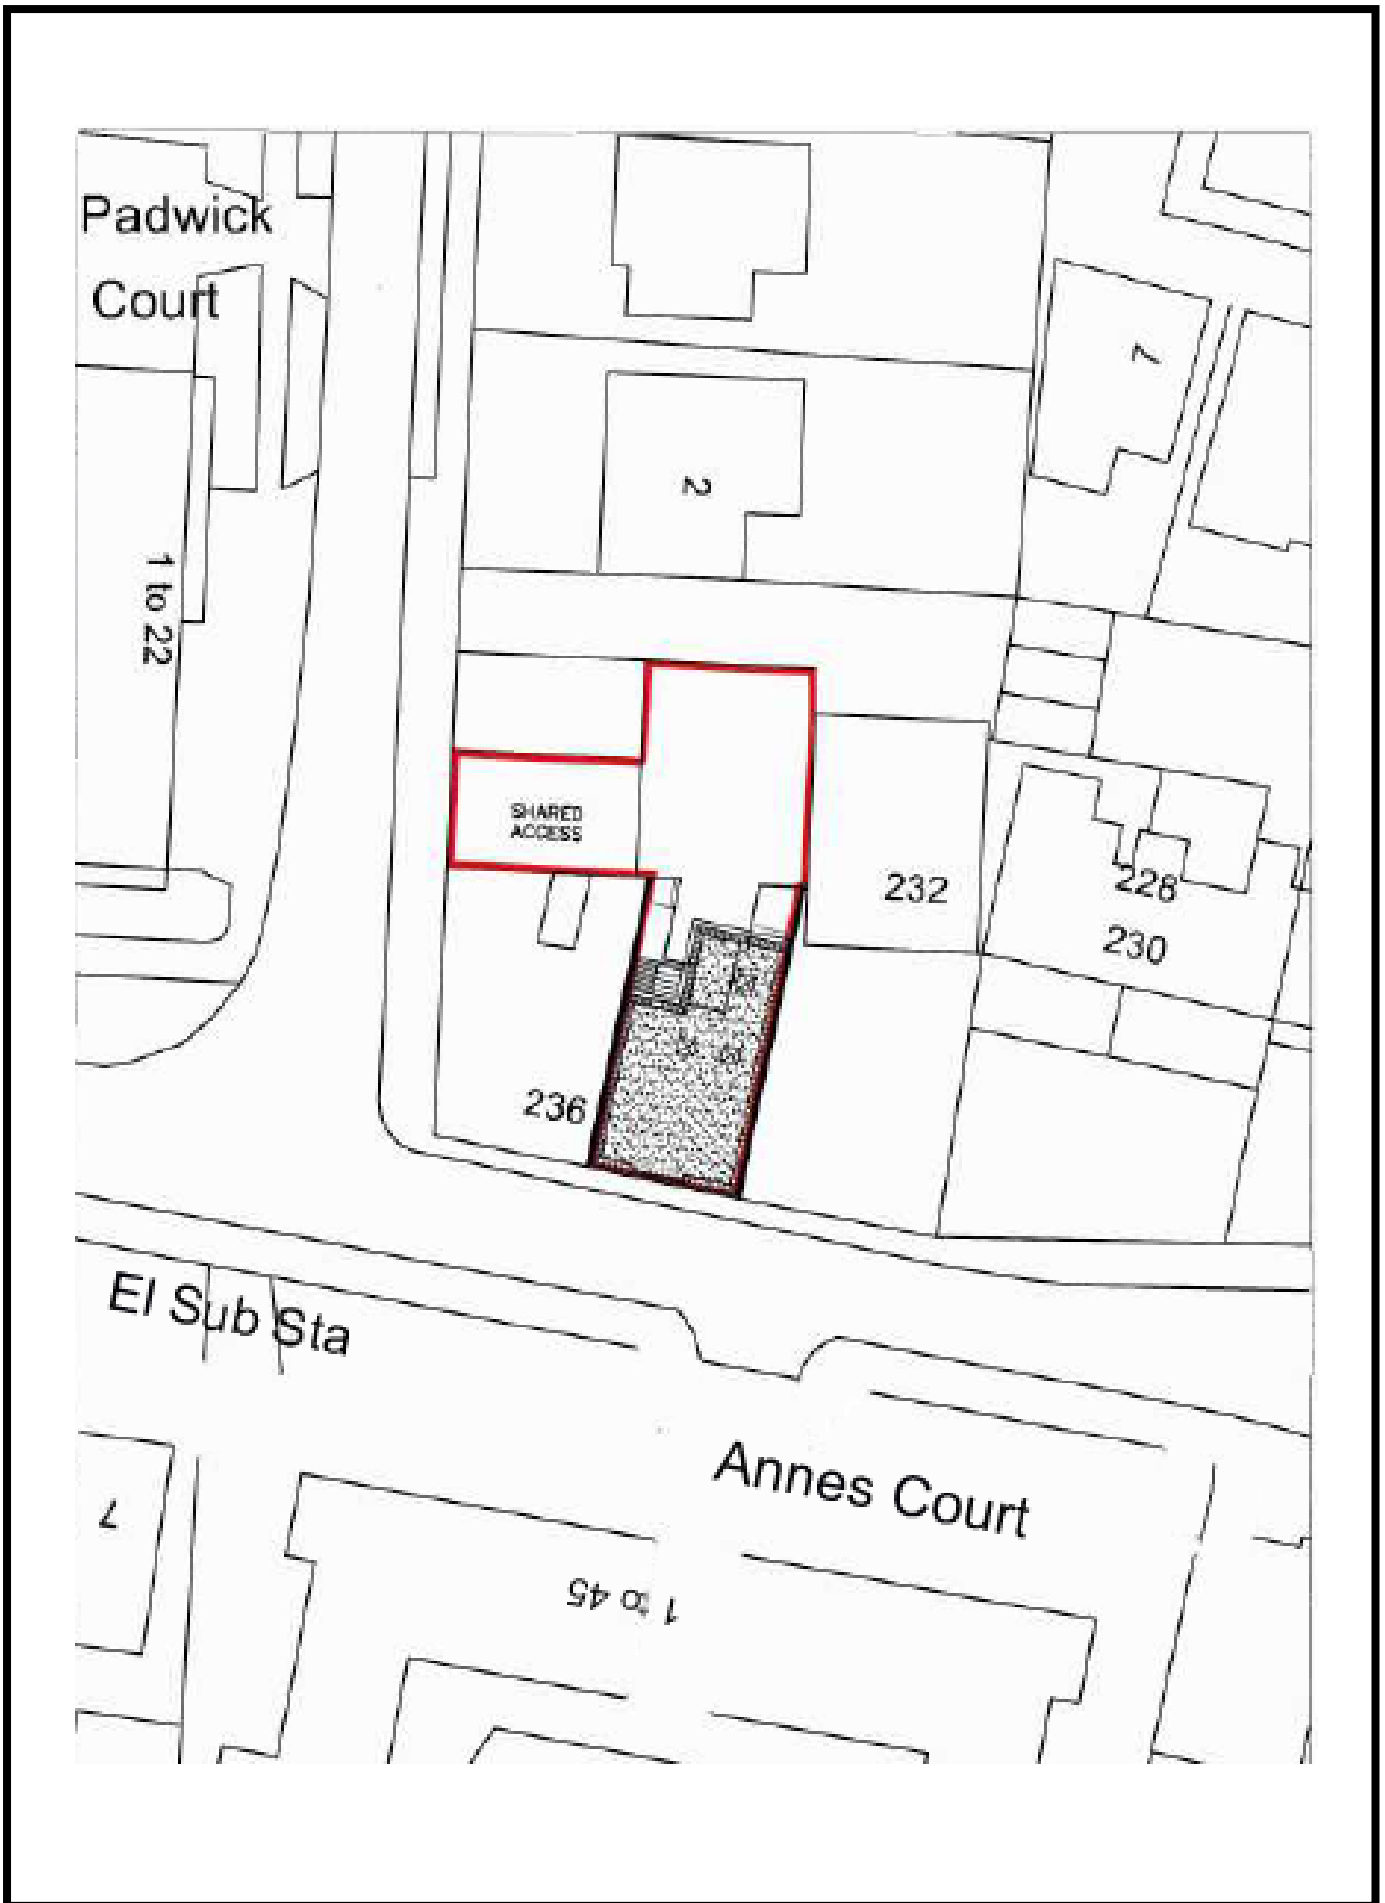 Padwick
Court
7
2
1 to 22
SHARED
ACCESS
232
228
230
236
El Sub Sta
Annes Court
7
1 to 45